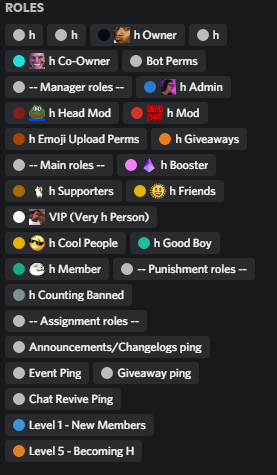 ROLES
h h h Owner h
h Co-Owner Bot Perms
-- Manager roles -- h Admin
h Head Mod DEAD CHAT h Mod
h Emoji Upload Perms h Giveaways
-- Main roles -- h Booster
h Supporters h Friends
VIP (Very h Person)
h Cool People h Good Boy
h Member -- Punishment roles --
h Counting Banned
-- Assignment roles --
Announcements/Changelogs ping
Event Ping Giveaway ping
Chat Revive Ping
Level 1 - New Members
Level 5 - Becoming H